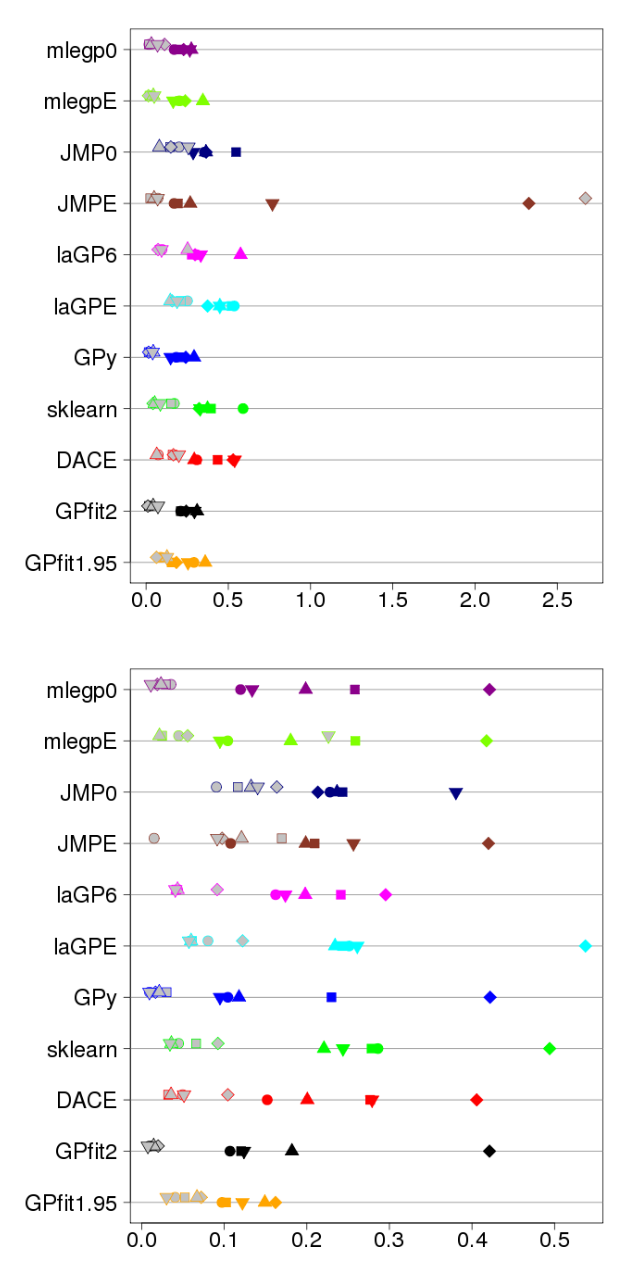 mlegp0
mlegpE
JMP0
JMPE
laGP6
laGPE
GPy
sklearn
DACE
GPfit2
GPfit1.95
0.0 0.5 1.0 1.5 2.0 2.5
mlegp0
mlegpE
JMP0
JMPE
laGP6
laGPE
GPy
sklearn
DACE
GPfit2
GPfit1.95
0.0 0.1 0.2 0.3 0.4 0.5